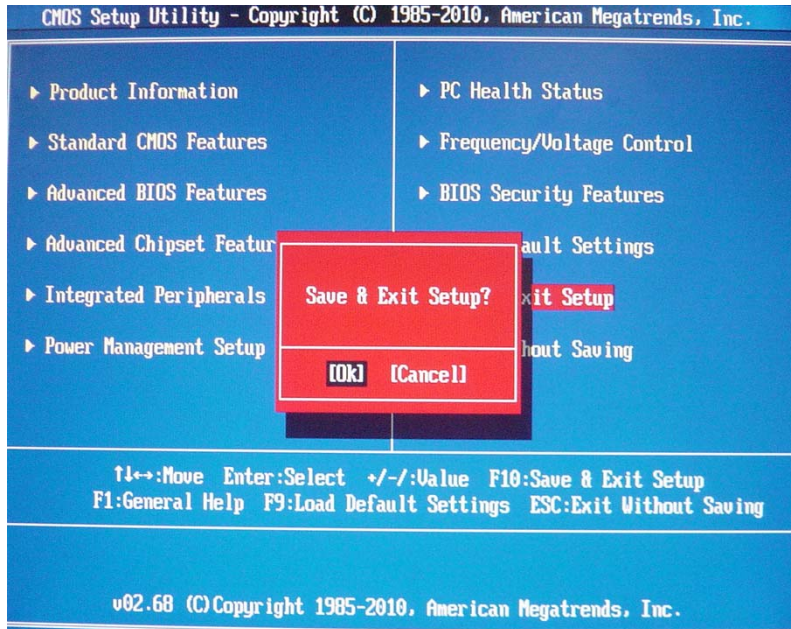 CMOS Setup Utility - Copyright (C) 1985-2010, American Megatrends, Inc.
▶ Product Information
▶ Standard CMOS Features
▶ Advanced BIOS Features
▶ Advanced Chipset Featur
▶ Integrated Peripherals
▶ Power Management Setup
▶ PC Health Status
▶ Frequency/Voltage Control
▶ BIOS Security Features
ault Settings
xit Setup
hout Saving
Save & Exit Setup?
[Ok] [Cancel]
↑↓←→:Move Enter:Select +/-/:Value F10:Save & Exit Setup
F1:General Help F9:Load Default Settings ESC:Exit Without Saving
v02.68 (C)Copyright 1985-2010, American Megatrends, Inc.